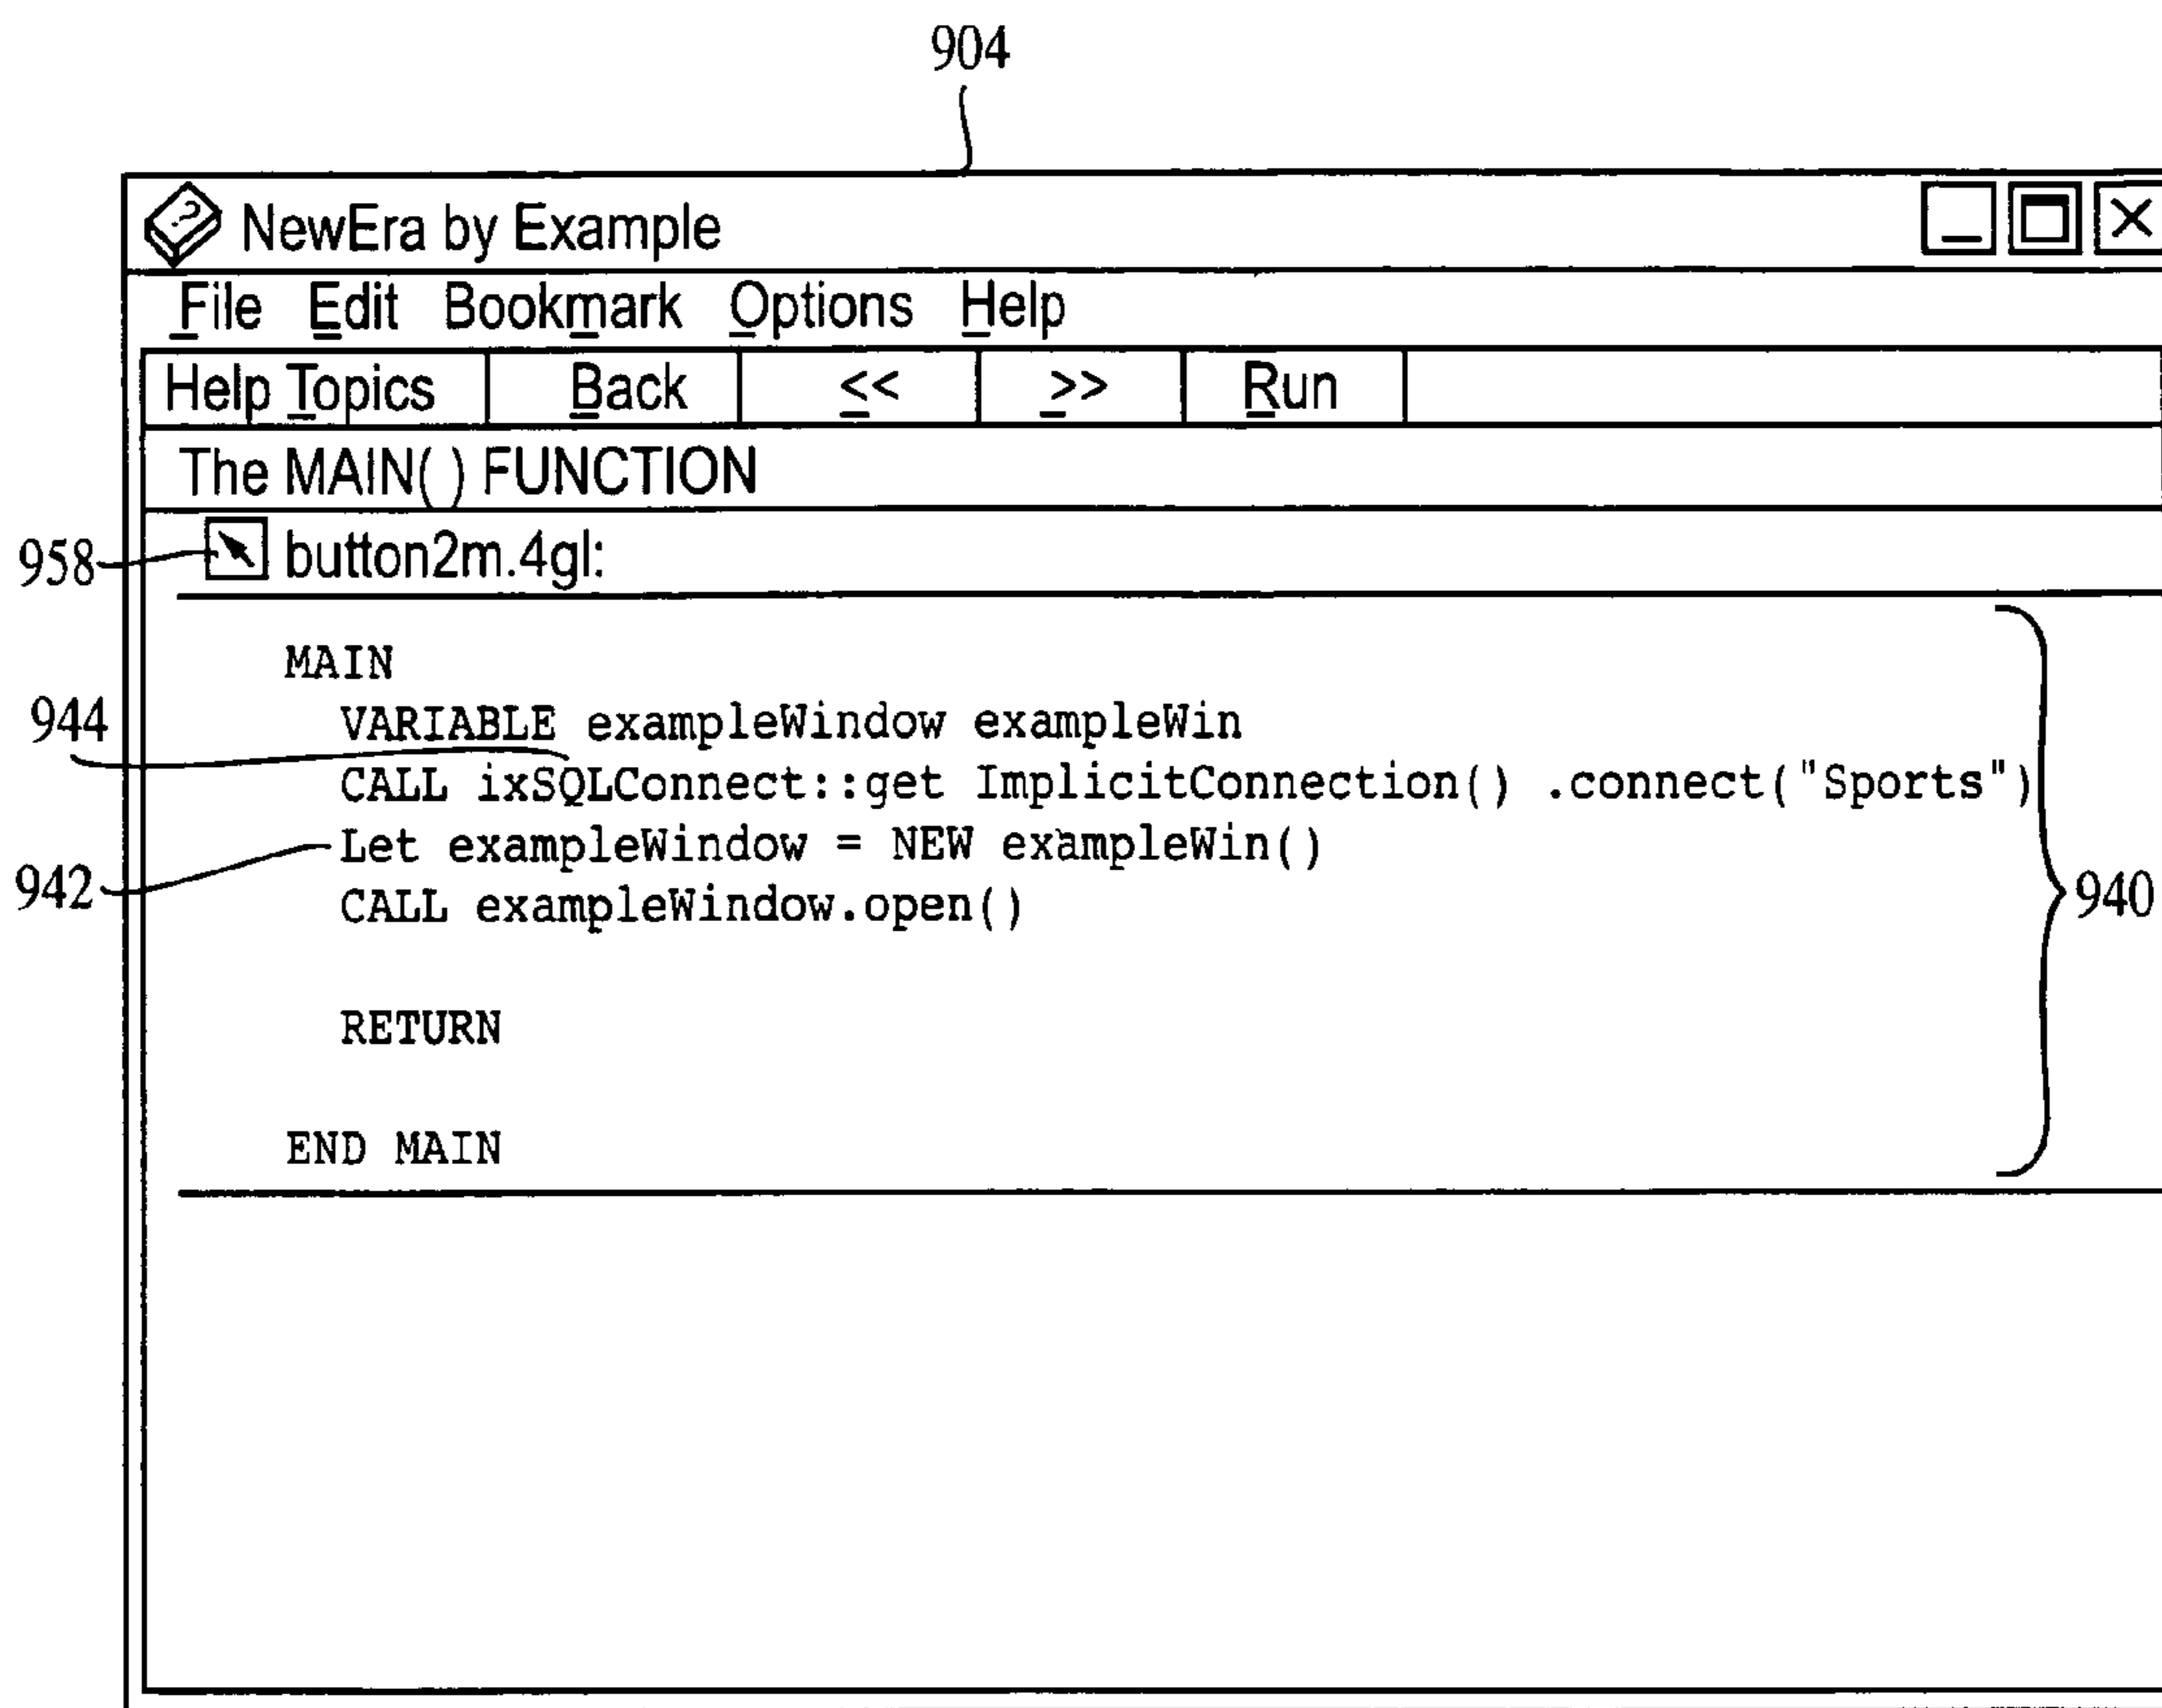 904
NewEra by Example
File Edit Bookmark Options Help
Help Topics Back << >> Run
The MAIN( ) FUNCTION
958 button2m.4gl:
MAIN
944 VARIABLE exampleWindow exampleWin
CALL ixSQLConnect::get ImplicitConnection() .connect("Sports")
942 Let exampleWindow = NEW exampleWin()
CALL exampleWindow.open()
940
RETURN
END MAIN